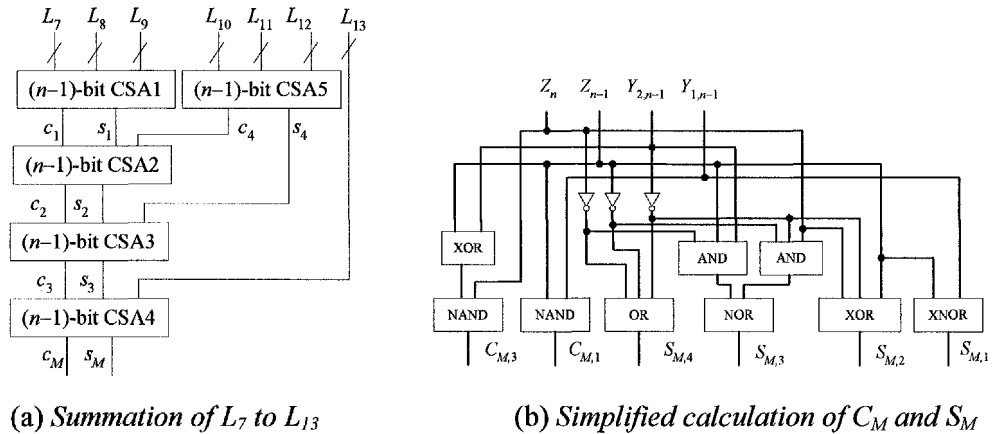 L7 L8 L9 L10 L11 L12 L13
(n–1)-bit CSA1 (n–1)-bit CSA5
c1 s1 c4 s4
(n–1)-bit CSA2
c2 s2
(n–1)-bit CSA3
c3 s3
(n–1)-bit CSA4
cM sM
(a) Summation of L7 to L13
Zn Zn−1 Y2,n−1 Y1,n−1
XOR AND AND
NAND NAND OR NOR XOR XNOR
CM,3 CM,1 SM,4 SM,3 SM,2 SM,1
(b) Simplified calculation of CM and SM